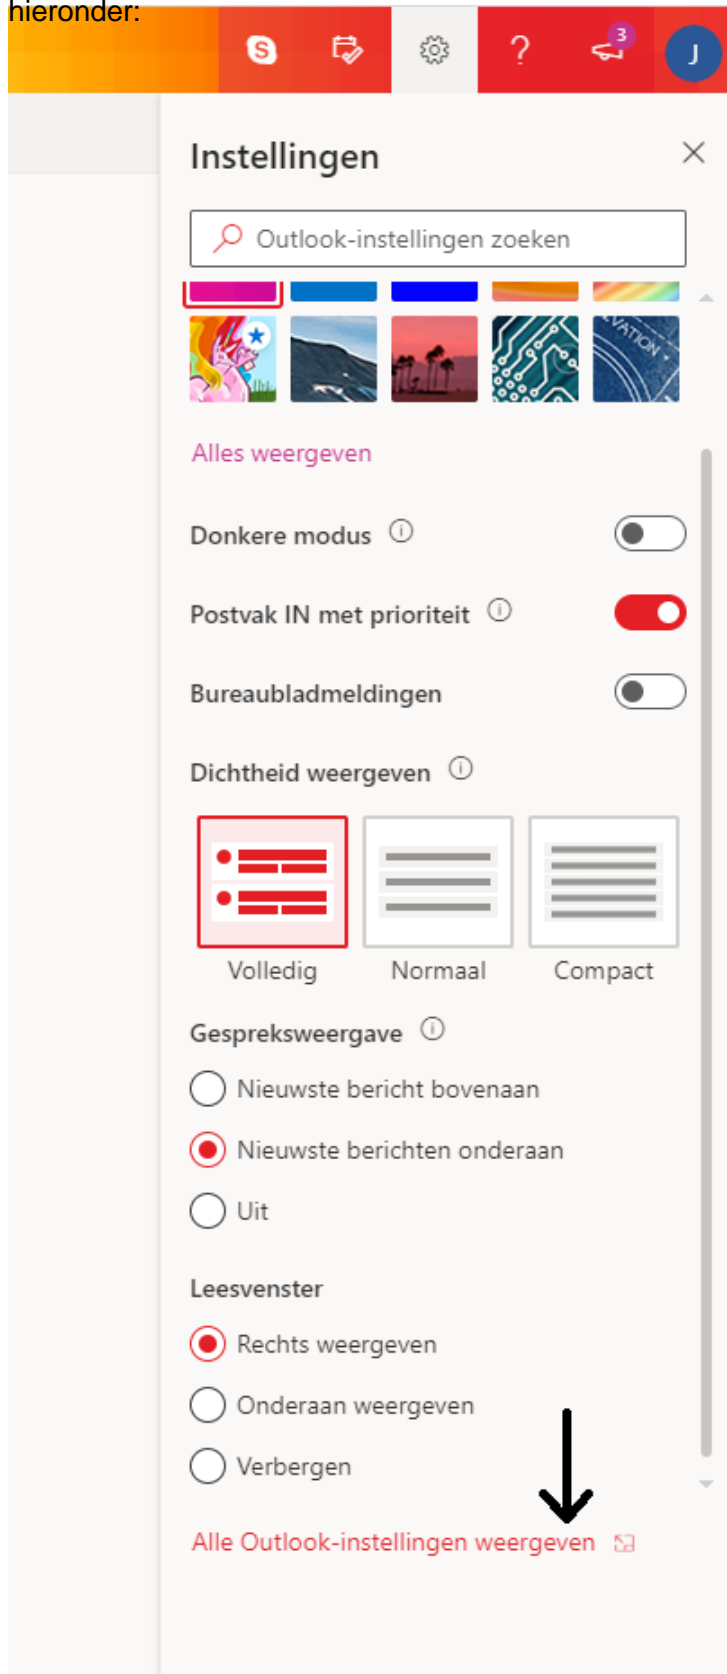 hieronder:
S
?
3
J
Instellingen
Outlook-instellingen zoeken
VATION
Alles weergeven
Donkere modus
Postvak IN met prioriteit
Bureaubladmeldingen
Dichtheid weergeven
Volledig Normaal Compact
Gespreksweergave
Nieuwste bericht bovenaan
Nieuwste berichten onderaan
Uit
Leesvenster
Rechts weergeven
Onderaan weergeven
Verbergen
Alle Outlook-instellingen weergeven